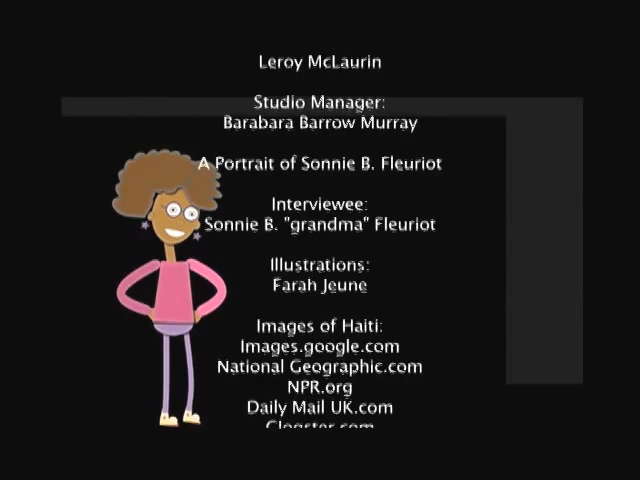 Leroy McLaurin
Studio Manager:
Barabara Barrow Murray
A Portrait of Sonnie B. Fleuriot
Interviewee:
Sonnie B. "grandma" Fleuriot
Illustrations:
Farah Jeune
Images of Haiti:
Images.google.com
National Geographic.com
NPR.org
Daily Mail UK.com